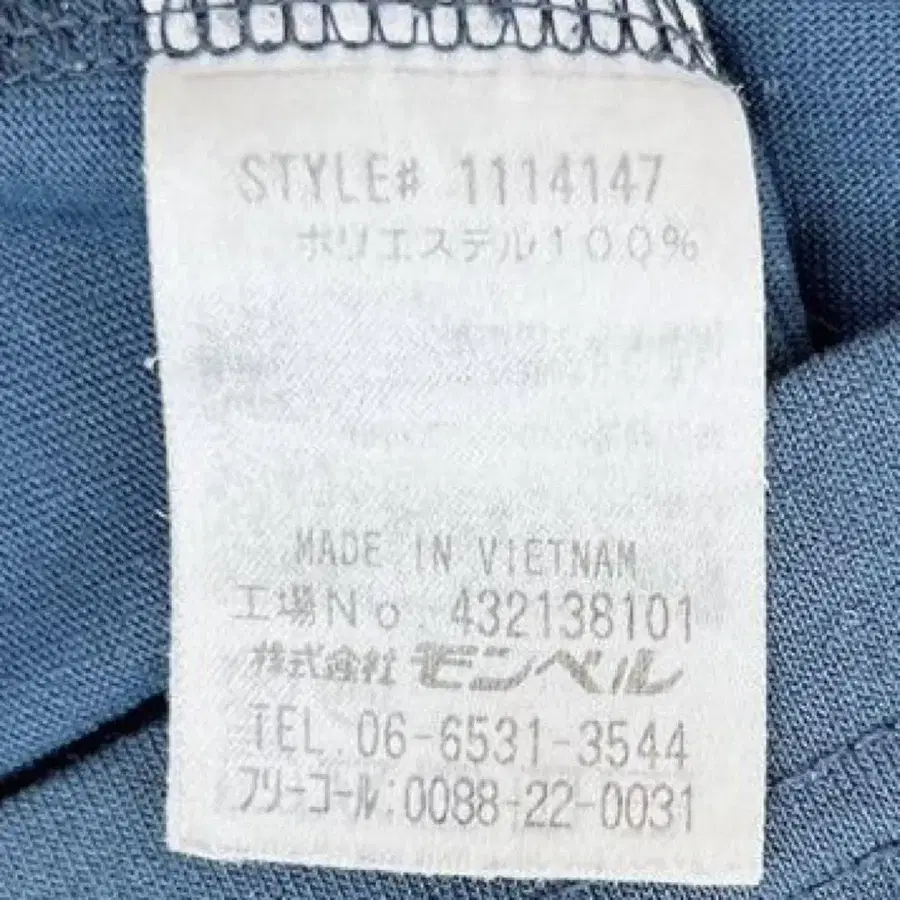 STYLE# 1114147
ポリエステル100%
MADE IN VIETNAM
工場No. 432138101
株式会社 モンベル
TEL. 06-6531-3544
フリーコール:0088-22-0031